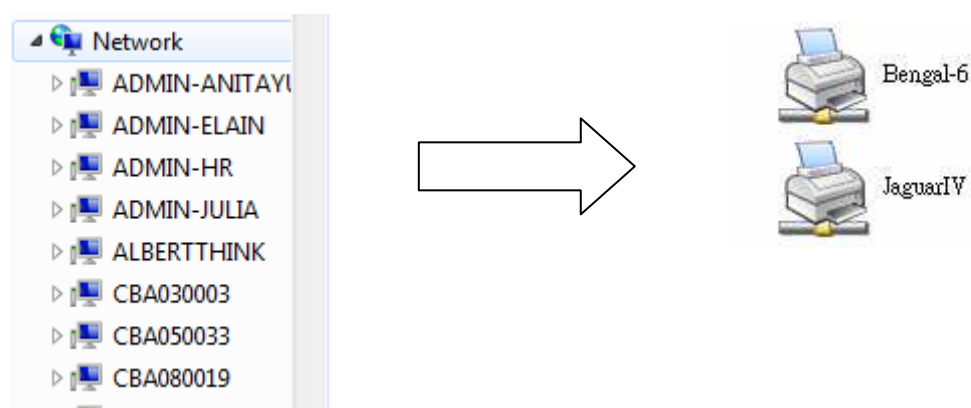 Network
ADMIN-ANITAYU
ADMIN-ELAIN
ADMIN-HR
ADMIN-JULIA
ALBERTTHINK
CBA030003
CBA050033
CBA080019
Bengal-6
JaguarIV